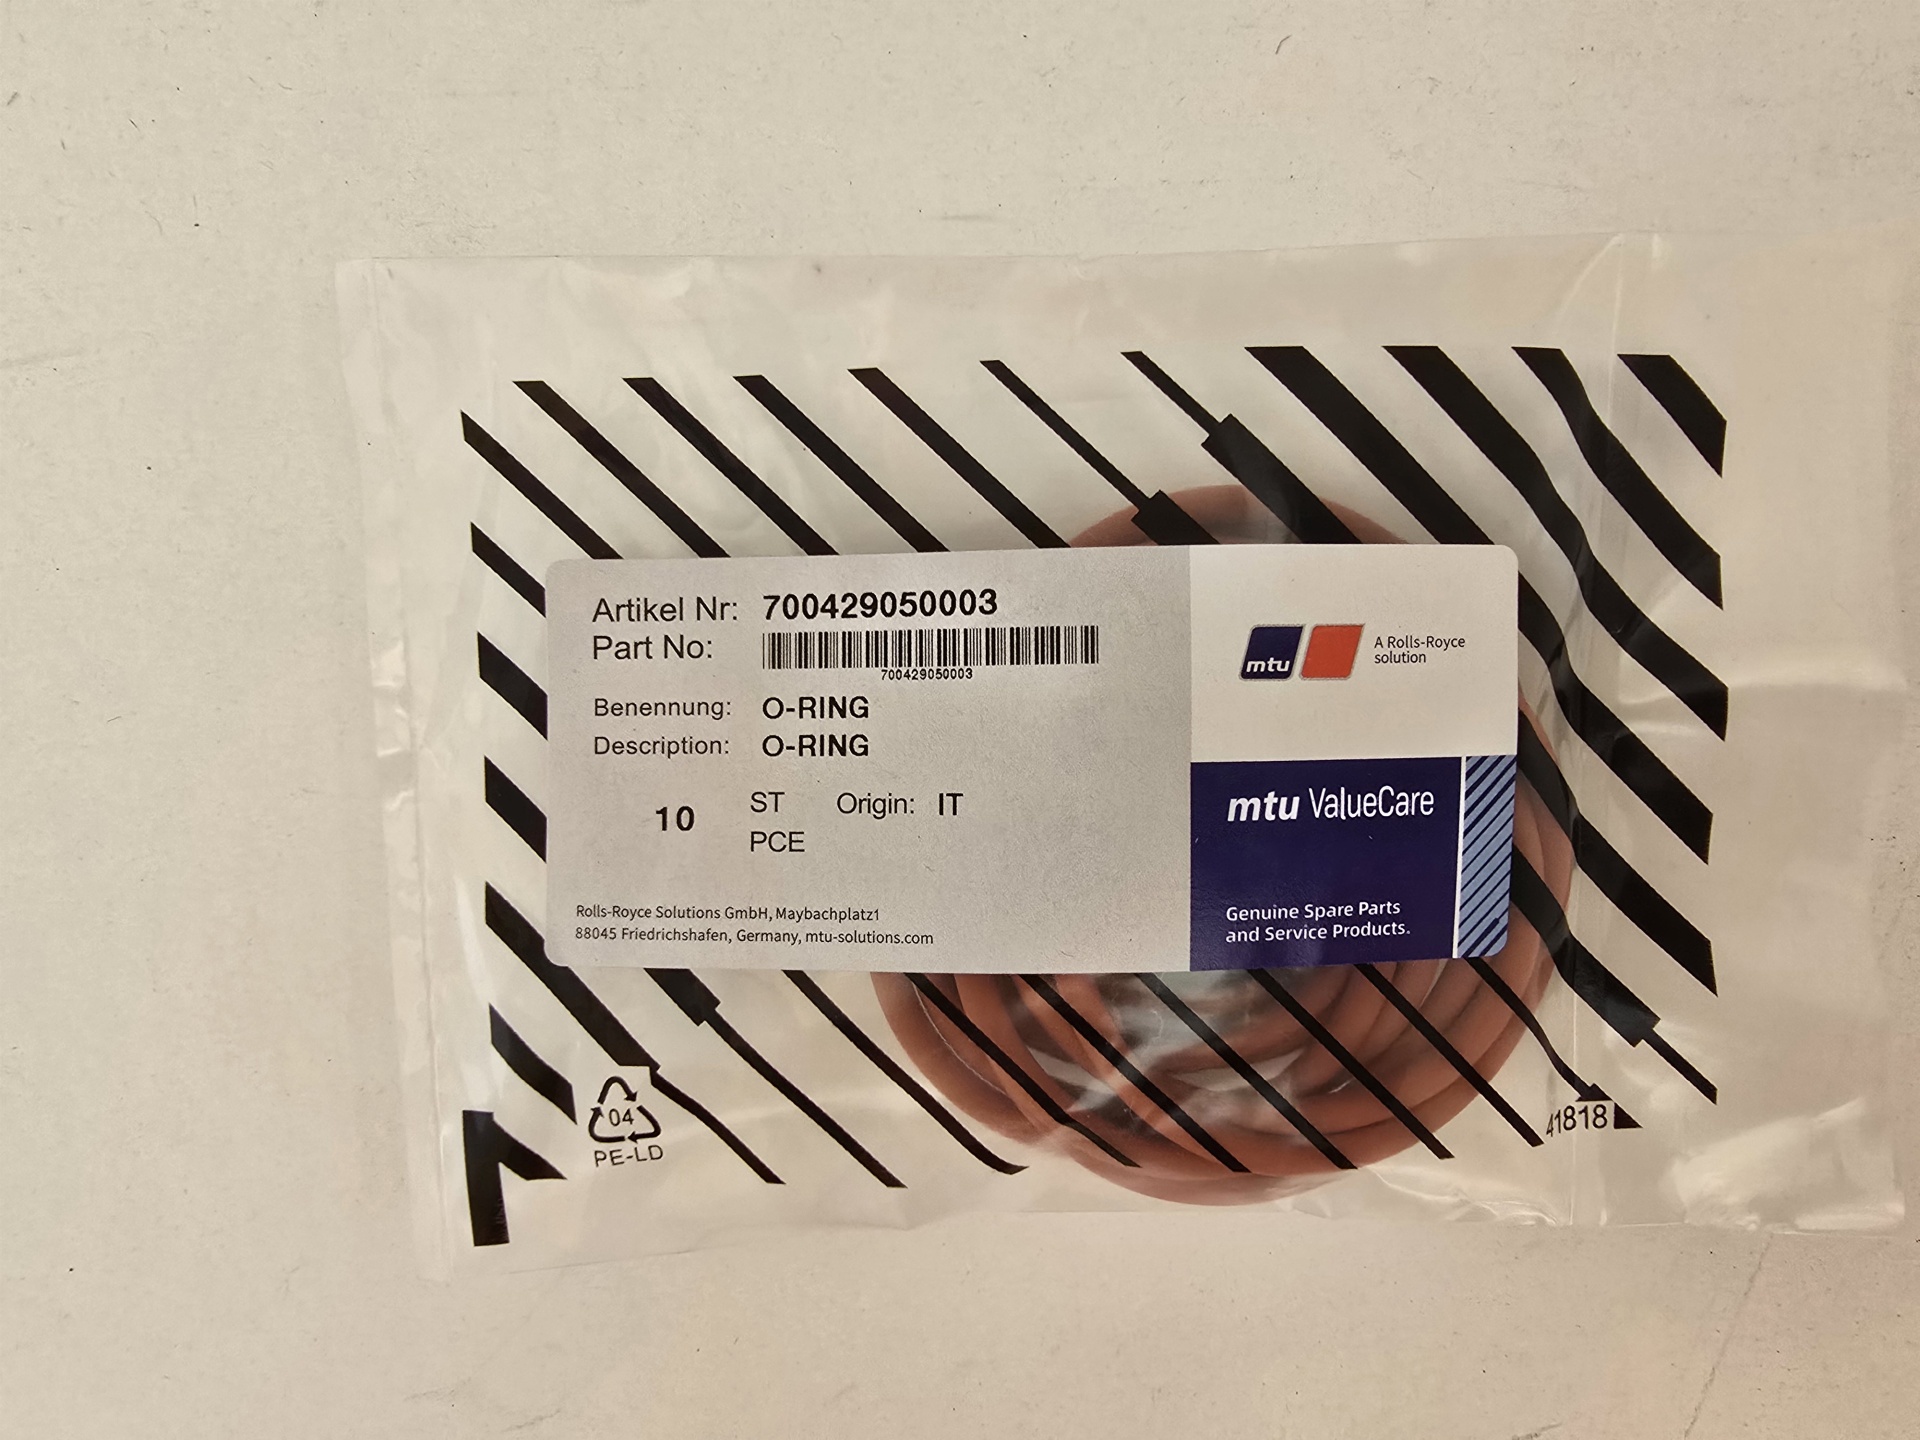 Artikel Nr: 700429050003
Part No:
700429050003
Benennung: O-RING
Description: O-RING
10 ST Origin: IT
PCE
Rolls-Royce Solutions GmbH, Maybachplatz1
88045 Friedrichshafen, Germany, mtu-solutions.com
mtu A Rolls-Royce
solution
mtu ValueCare
Genuine Spare Parts
and Service Products.
04
PE-LD
41818